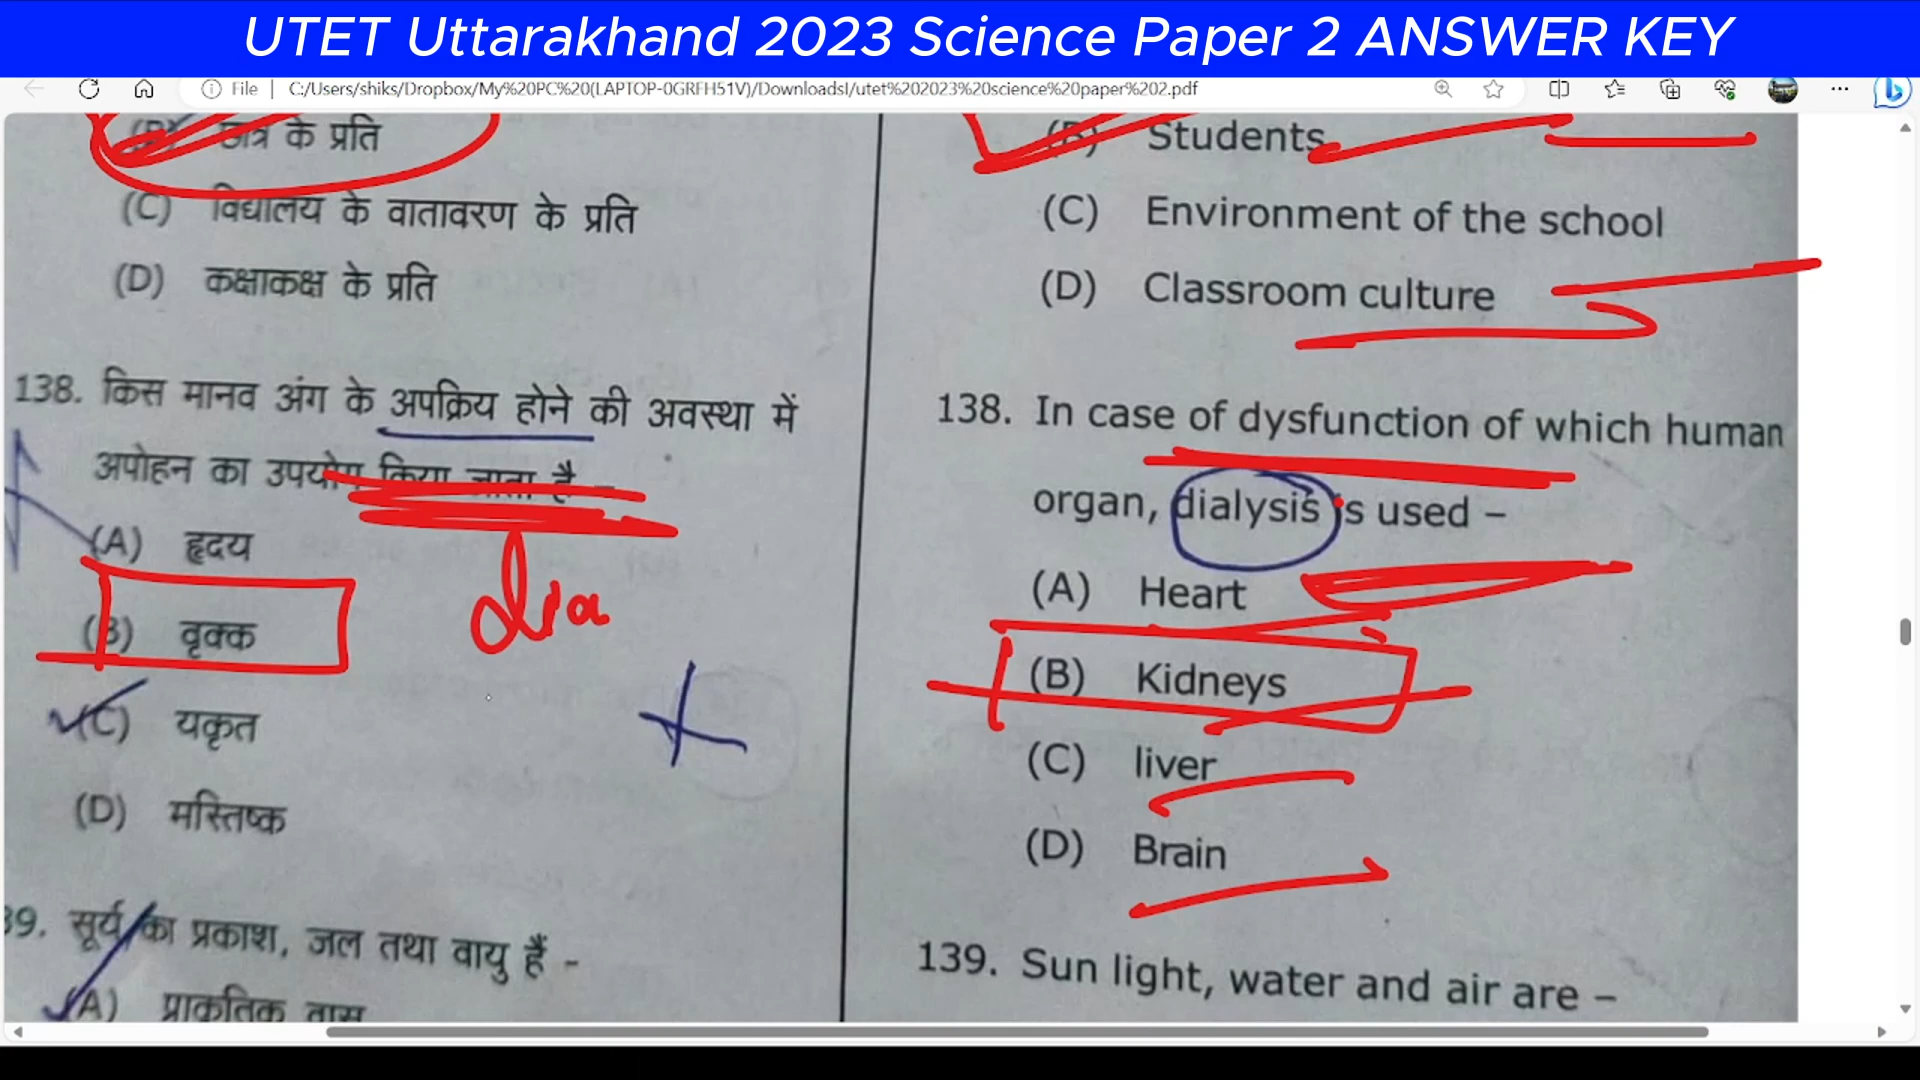 UTET Uttarakhand 2023 Science Paper 2 ANSWER KEY
File | C:/Users/shiks/Dropbox/My%20PC%20(LAPTOP-0GRFH51V)/Downloadsl/utet%202023%20science%20paper%202.pdf
(B) छात्र के प्रति
(C) विद्यालय के वातावरण के प्रति
(D) कक्षाकक्ष के प्रति
138. किस मानव अंग के अपक्रिय होने की अवस्था में
अपोहन का उपयोग किया जाता है –
(A) हृदय
(B) वृक्क
dia
(C) यकृत
(D) मस्तिष्क
39. सूर्य का प्रकाश, जल तथा वायु हैं -
(A) प्राकृतिक
(B) Students
(C) Environment of the school
(D) Classroom culture
138. In case of dysfunction of which human
organ, dialysis is used –
(A) Heart
(B) Kidneys
(C) liver
(D) Brain
139. Sun light, water and air are –